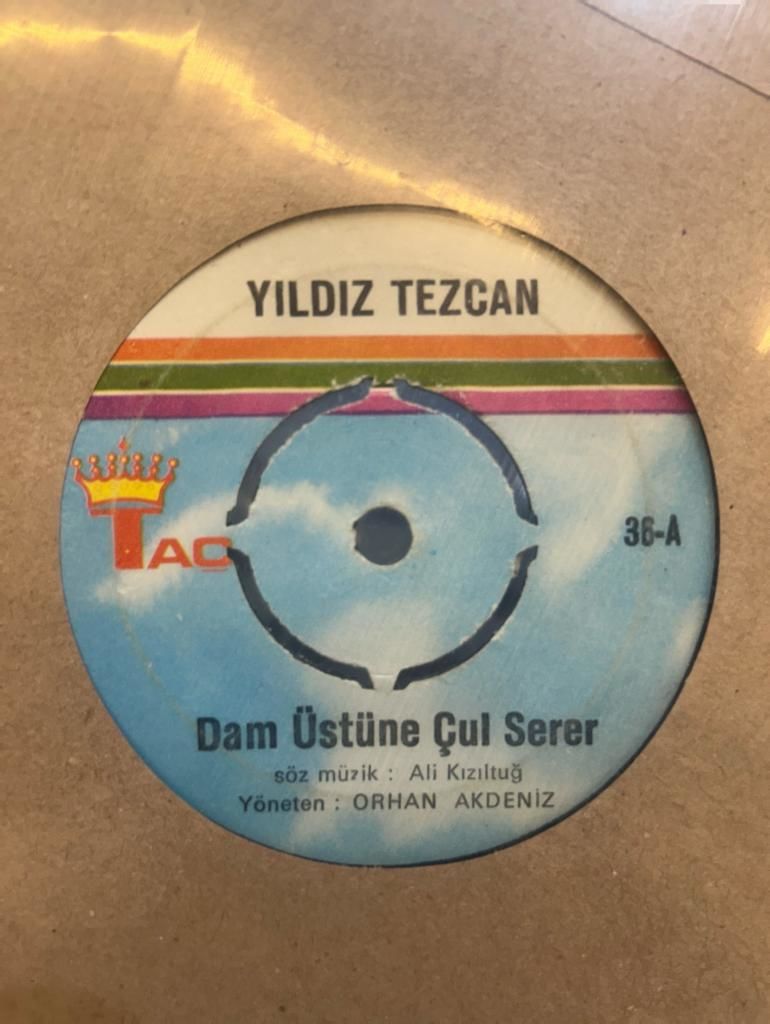 YILDIZ TEZCAN
TAÇ
36-A
Dam Üstüne Çul Serer
söz müzik : Ali Kızıltuğ
Yöneten : ORHAN AKDENİZ